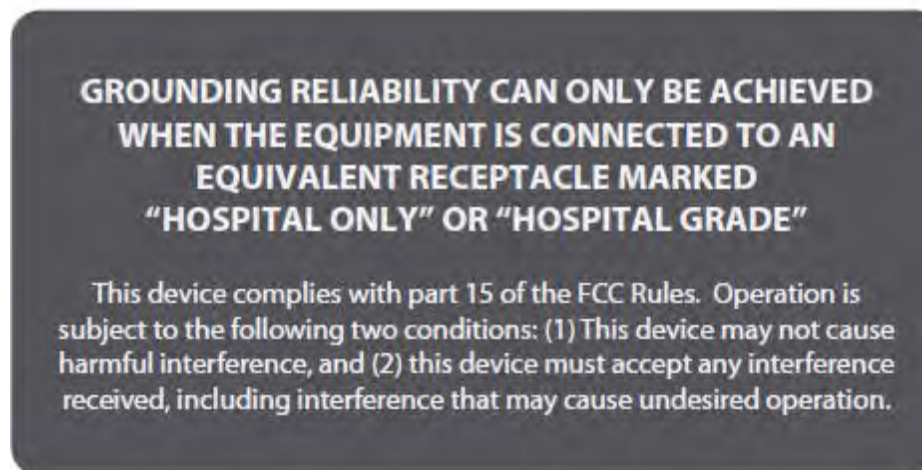 GROUNDING RELIABILITY CAN ONLY BE ACHIEVED
WHEN THE EQUIPMENT IS CONNECTED TO AN
EQUIVALENT RECEPTACLE MARKED
“HOSPITAL ONLY” OR “HOSPITAL GRADE”
This device complies with part 15 of the FCC Rules.  Operation is
subject to the following two conditions: (1) This device may not cause
harmful interference, and (2) this device must accept any interference
received, including interference that may cause undesired operation.